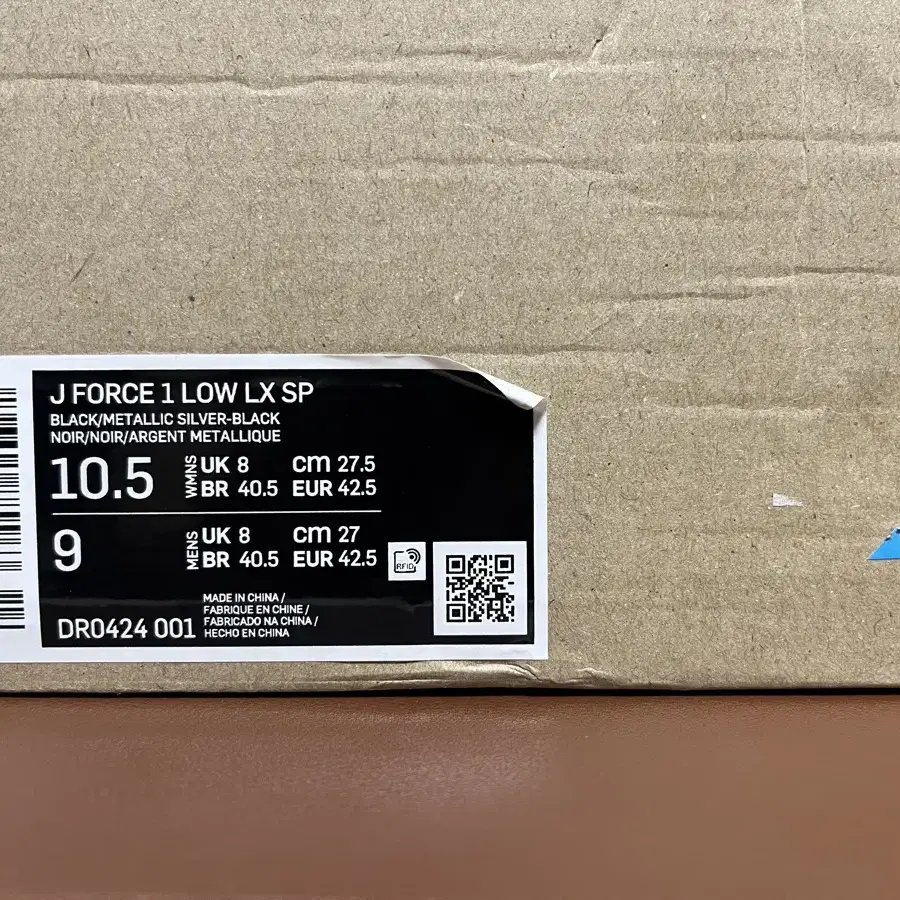 J FORCE 1 LOW LX SP
BLACK/METALLIC SILVER-BLACK
NOIR/NOIR/ARGENT METALLIQUE
10.5 WMNS UK 8 cm 27.5
BR 40.5 EUR 42.5
9 MENS UK 8 cm 27
BR 40.5 EUR 42.5
RFID
MADE IN CHINA /
FABRIQUE EN CHINE /
FABRICADO NA CHINA /
HECHO EN CHINA
DR0424 001